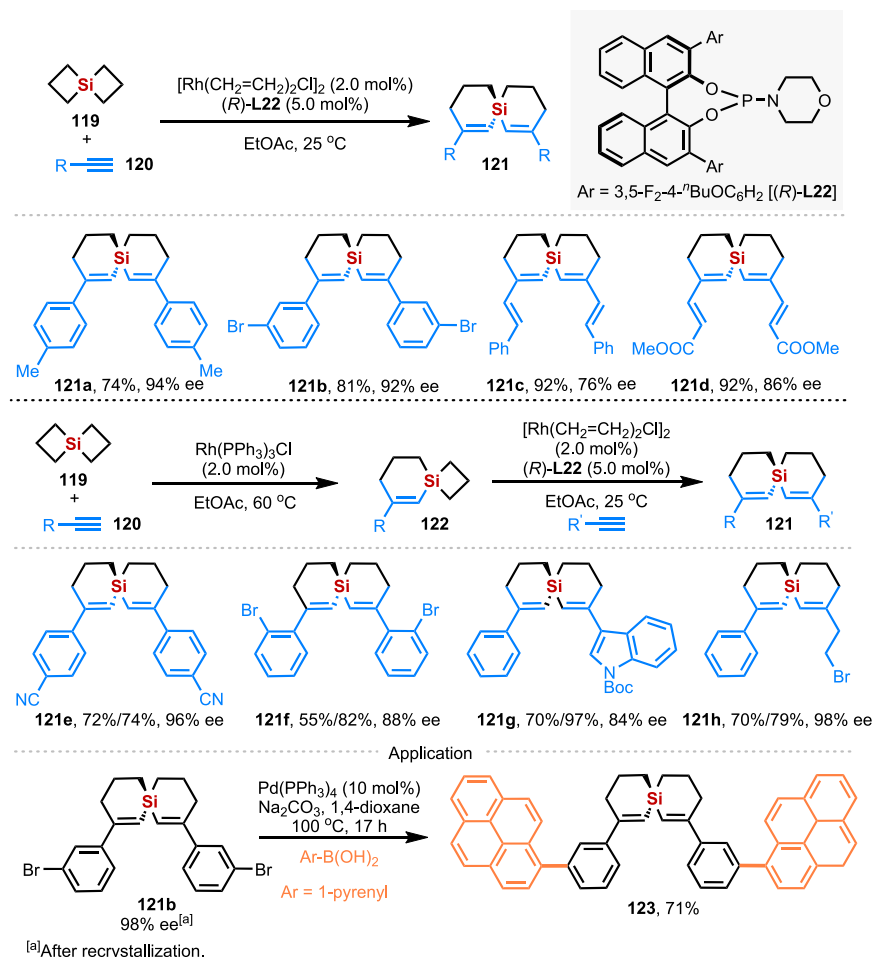 Si
119
+
R 120
[Rh(CH2=CH2)2Cl]2 (2.0 mol%)
(R)-L22 (5.0 mol%)
EtOAc, 25 °C
Si
R R
121
Ar
O
P N O
O
Ar
Ar = 3,5-F2-4-nBuOC6H2 [(R)-L22]
Si
Me Me
121a, 74%, 94% ee
Si
Br Br
121b, 81%, 92% ee
Si
Ph Ph
121c, 92%, 76% ee
Si
MeOOC COOMe
121d, 92%, 86% ee
Si
119
+
R 120
Rh(PPh3)3Cl
(2.0 mol%)
EtOAc, 60 °C
Si
R
122
[Rh(CH2=CH2)2Cl]2
(2.0 mol%)
(R)-L22 (5.0 mol%)
EtOAc, 25 °C
R'
Si
R R'
121
Si
NC CN
121e, 72%/74%, 96% ee
Si
Br Br
121f, 55%/82%, 88% ee
Si
N
Boc
121g, 70%/97%, 84% ee
Si
Br
121h, 70%/79%, 98% ee
Application
Si
Br Br
121b
98% ee[a]
Pd(PPh3)4 (10 mol%)
Na2CO3, 1,4-dioxane
100 °C, 17 h
Ar-B(OH)2
Ar = 1-pyrenyl
Si
123, 71%
[a]After recrystallization.